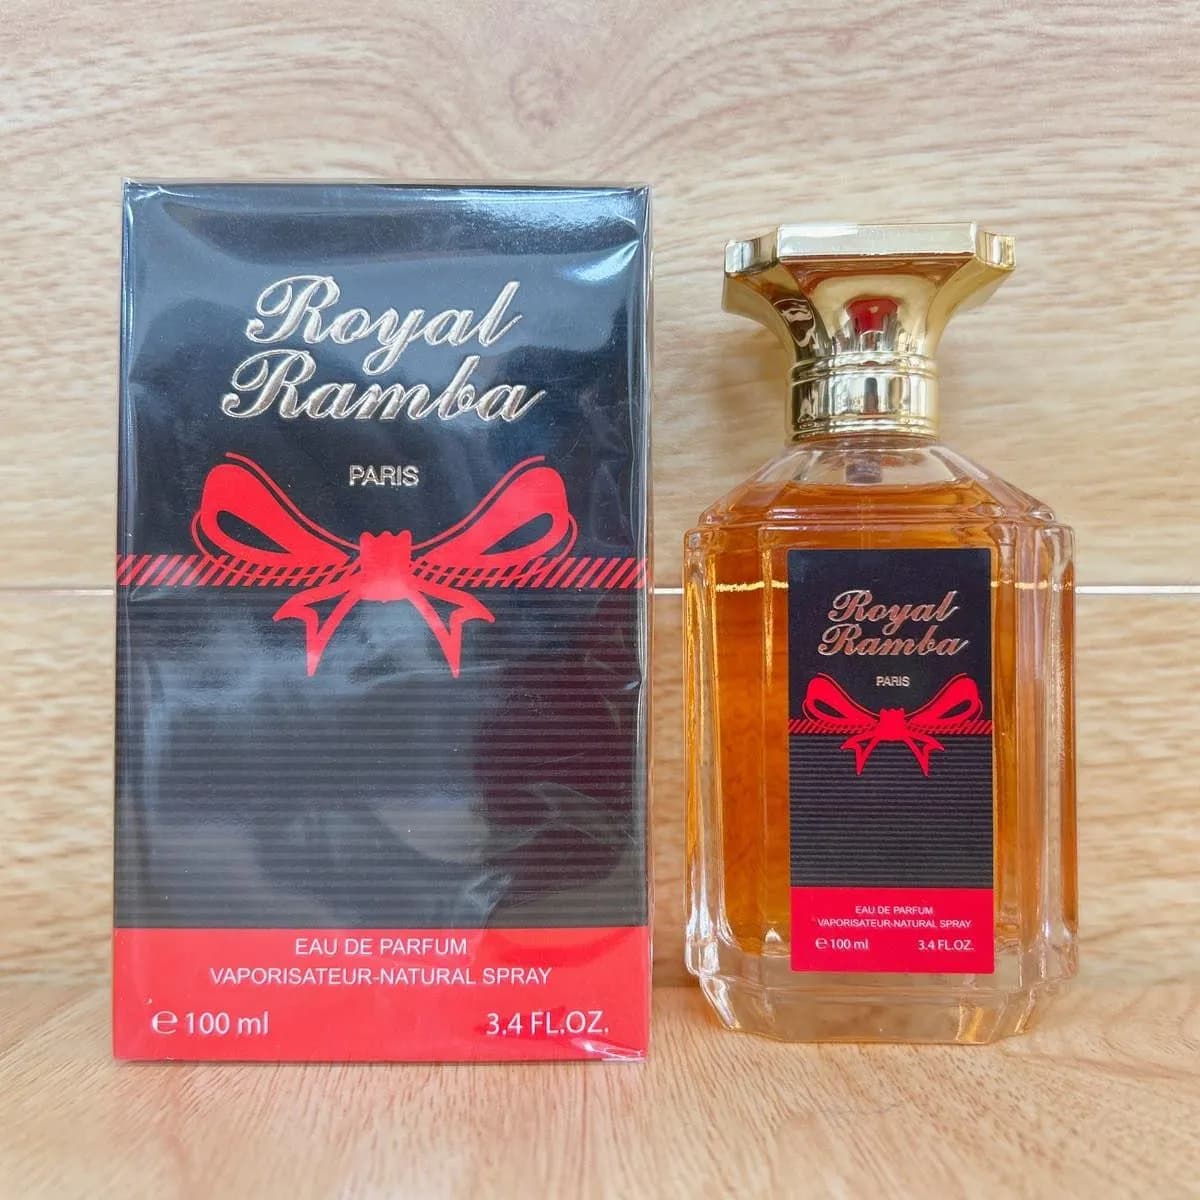 Royal
Ramba
PARIS
EAU DE PARFUM
VAPORISATEUR-NATURAL SPRAY
℮ 100 ml 3.4 FL.OZ.
Royal
Ramba
PARIS
EAU DE PARFUM
VAPORISATEUR-NATURAL SPRAY
℮ 100 ml 3.4 FL.OZ.